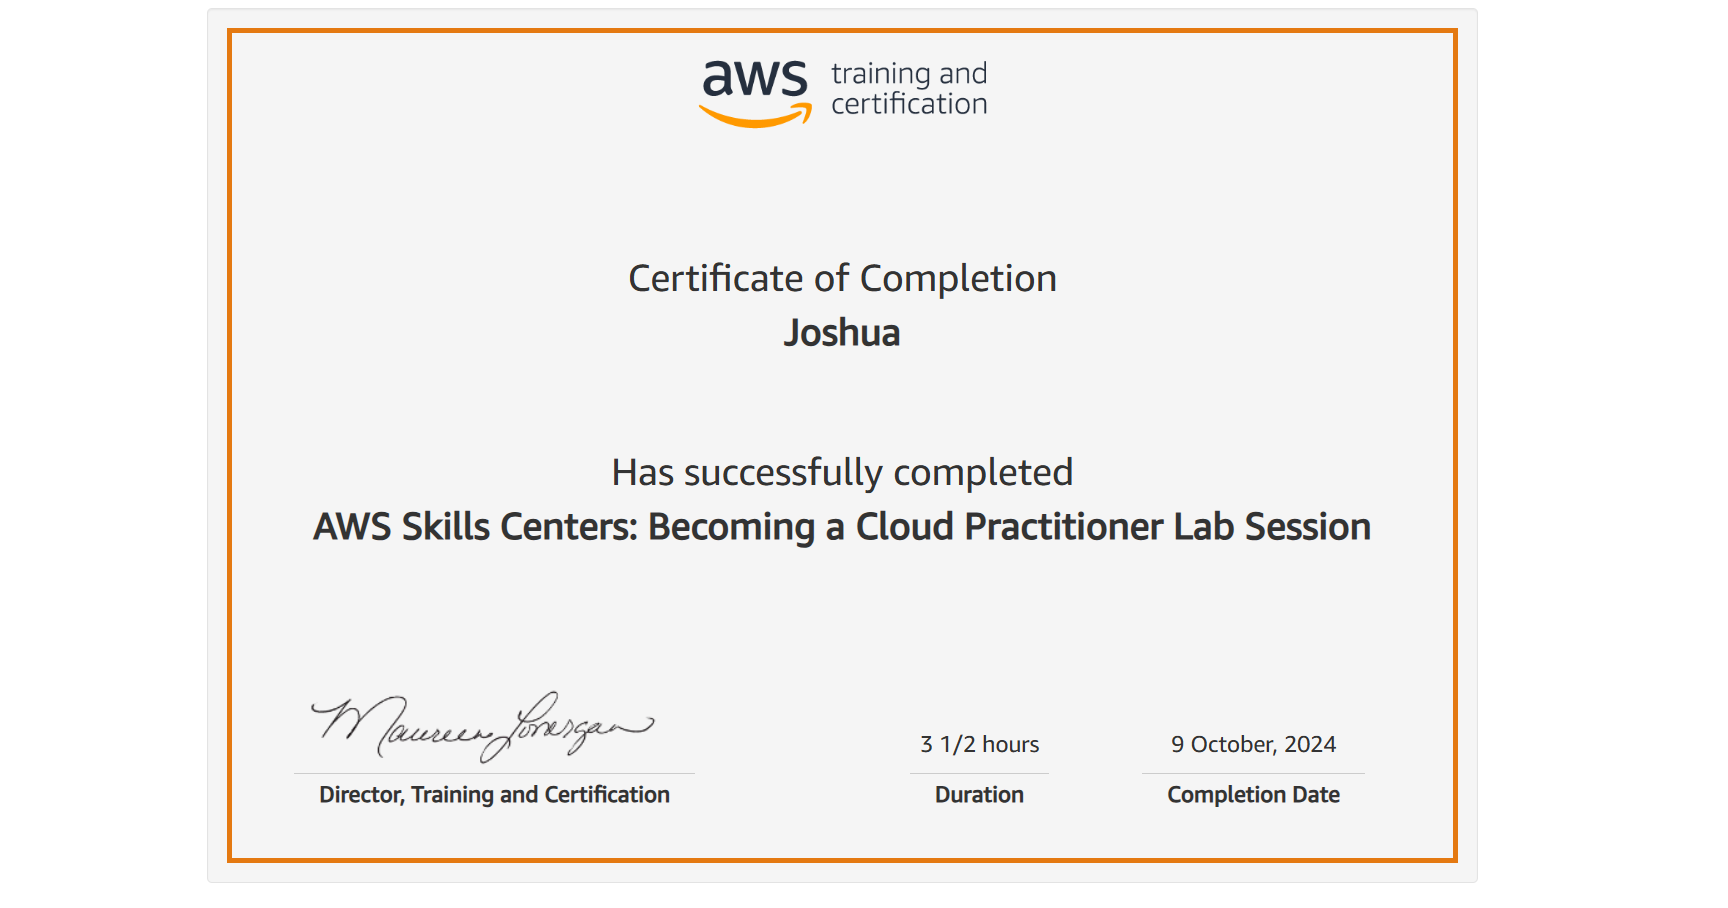 aws training and
certification
Certificate of Completion
Joshua
Has successfully completed
AWS Skills Centers: Becoming a Cloud Practitioner Lab Session
Maureen Lonergan
Director, Training and Certification
3 1/2 hours
Duration
9 October, 2024
Completion Date